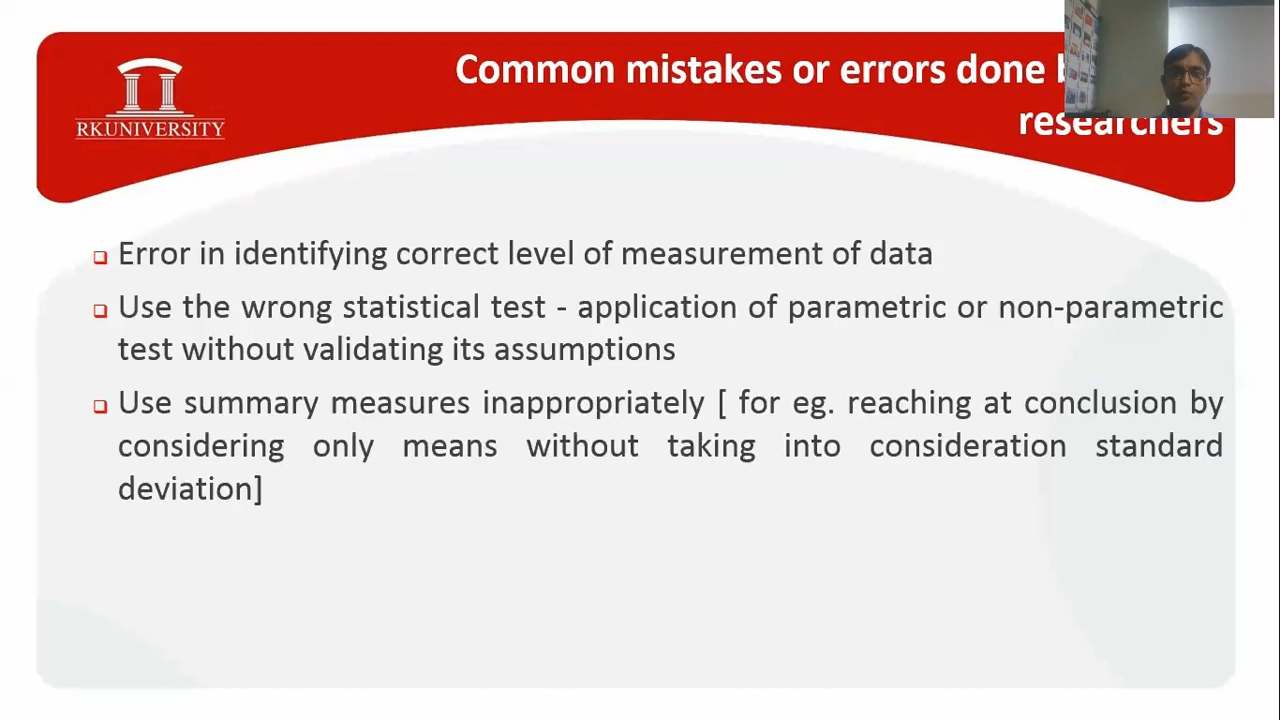 Common mistakes or errors done
researchers
RKUNIVERSITY
Error in identifying correct level of measurement of data
Use the wrong statistical test - application of parametric or non-parametric
test without validating its assumptions
Use summary measures inappropriately [ for eg. reaching at conclusion by
considering only means without taking into consideration standard
deviation]